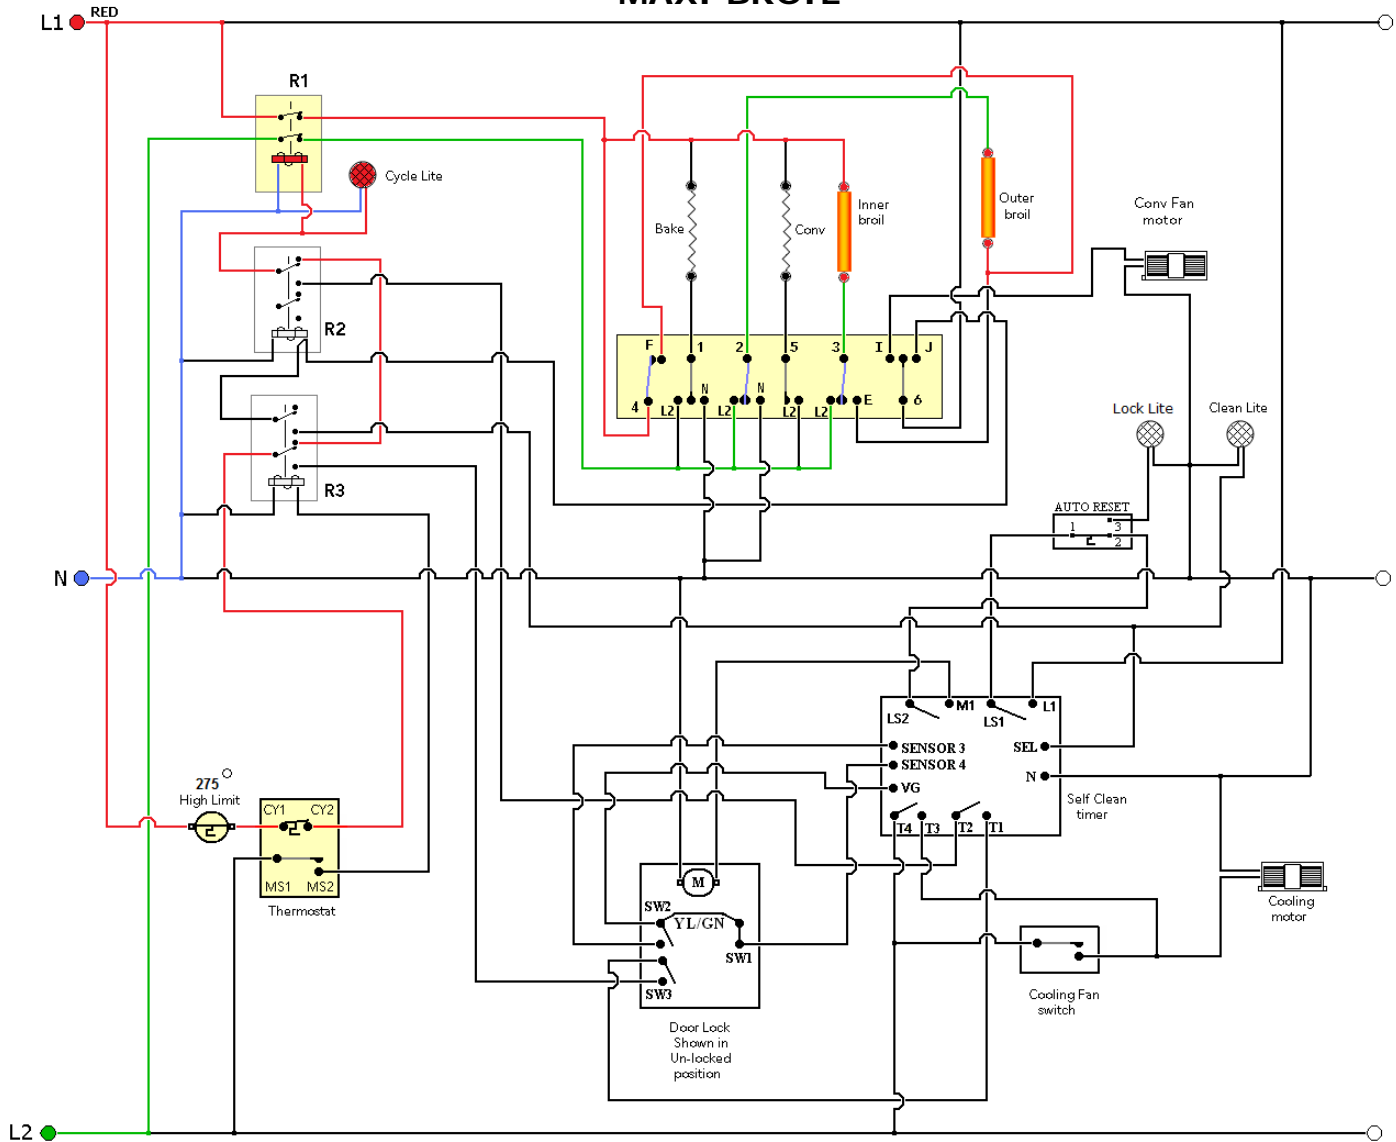 MAXI BROIL
L1
RED
R1
Cycle Lite
R2
R3
Bake
Conv
Inner
broil
Outer
broil
Conv Fan
motor
F
1
2
5
3
I
J
4
L2
N
L2
N
L2
L2
E
6
Lock Lite
Clean Lite
AUTO RESET
1
3
2
N
LS2
M1
LS1
L1
SENSOR 3
SEL
SENSOR 4
N
VG
T4
T3
T2
T1
Self Clean
timer
275°
High Limit
CY1
CY2
MS1
MS2
Thermostat
M
SW2
YL/GN
SW1
SW3
Door Lock
Shown in
Un-locked
position
Cooling
motor
Cooling Fan
switch
L2